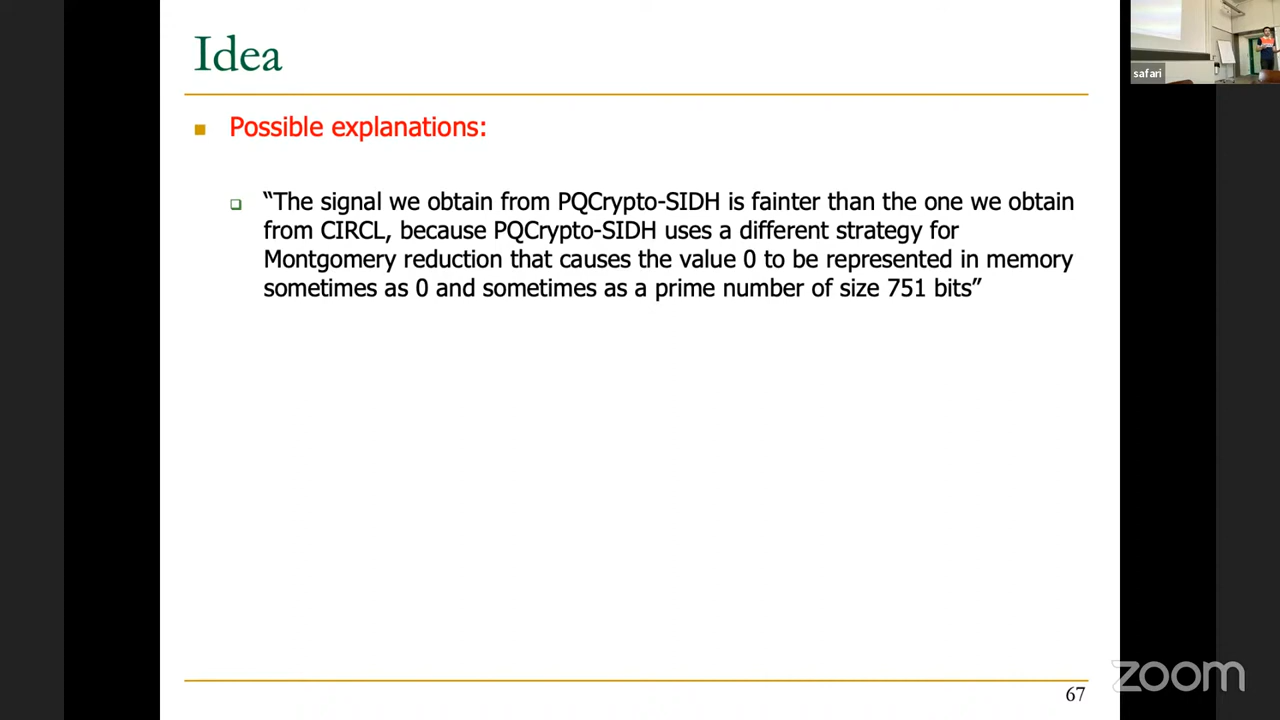 Idea
Possible explanations:
“The signal we obtain from PQCrypto-SIDH is fainter than the one we obtain
from CIRCL, because PQCrypto-SIDH uses a different strategy for
Montgomery reduction that causes the value 0 to be represented in memory
sometimes as 0 and sometimes as a prime number of size 751 bits”
67
safari
zoom